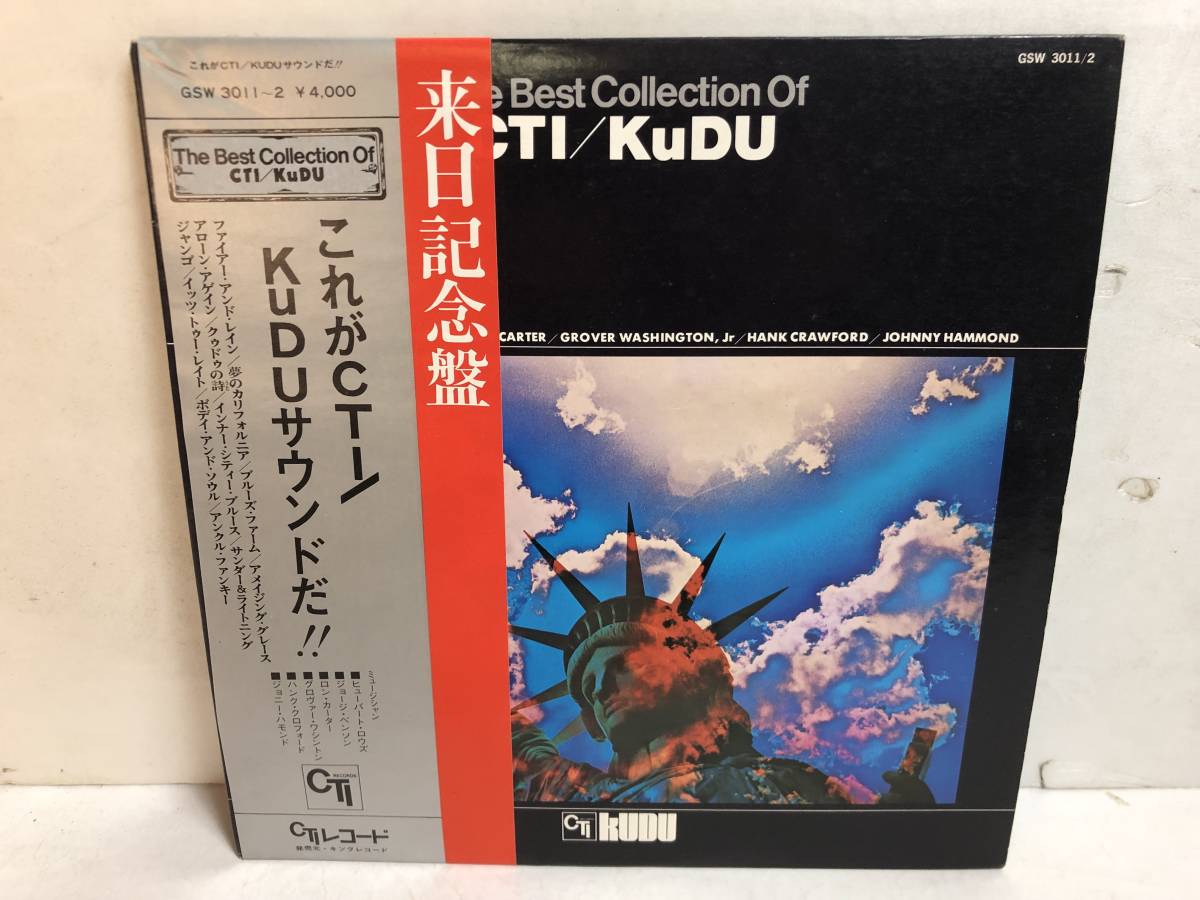 これがCTI/KUDUサウンドだ!!
GSW 3011~2 ¥4,000
The Best Collection Of
CTI/KuDU
これがCTI/
KuDUサウンドだ!!
ファイアー・アンド・レイン/夢のカリフォルニア/ブルース・ファーム/アメイジング・グレース
アローン・アゲイン/クゥドゥの詩/インナー・シティー・ブルース/サンダー&ライトニング
ジャンゴ/イッツ・トゥー・レイト/ボディ・アンド・ソウル/アンクル・ファンキー
ミュージシャン
■ヒューバート・ロウズ
■ジョージ・ベンソン
■ロン・カーター
■グロヴァー・ワシントン
■ハンク・クロフォード
■ジョニー・ハモンド
CTI RECORDS
CTIレコード
発売元・キングレコード
来日記念盤
GSW 3011/2
e Best Collection Of
CTI/KuDU
CARTER/GROVER WASHINGTON, Jr/HANK CRAWFORD/JOHNNY HAMMOND
CTI KUDU